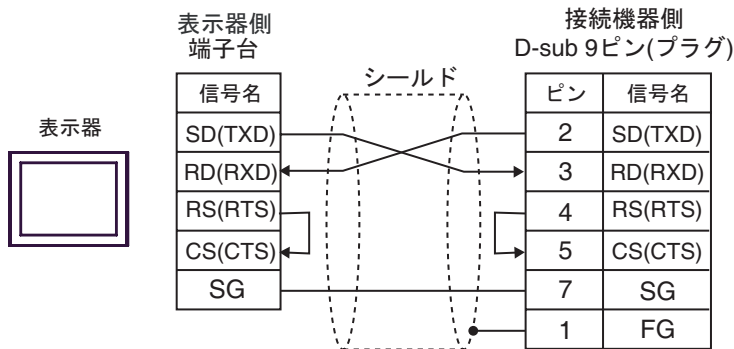 表示器側
端子台
接続機器側
D-sub 9ピン(プラグ)
シールド
表示器
信号名
SD(TXD)
RD(RXD)
RS(RTS)
CS(CTS)
SG
ピン 信号名
2 SD(TXD)
3 RD(RXD)
4 RS(RTS)
5 CS(CTS)
7 SG
1 FG